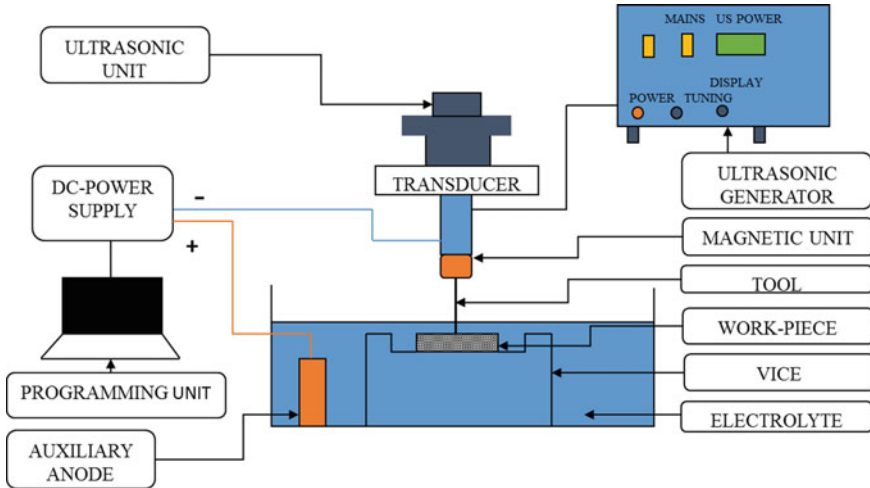 ULTRASONIC
UNIT
MAINS US POWER
DISPLAY
POWER TUNING
TRANSDUCER
ULTRASONIC
GENERATOR
DC-POWER
SUPPLY
-
+
MAGNETIC UNIT
TOOL
WORK-PIECE
VICE
ELECTROLYTE
PROGRAMMING UNIT
AUXILIARY
ANODE